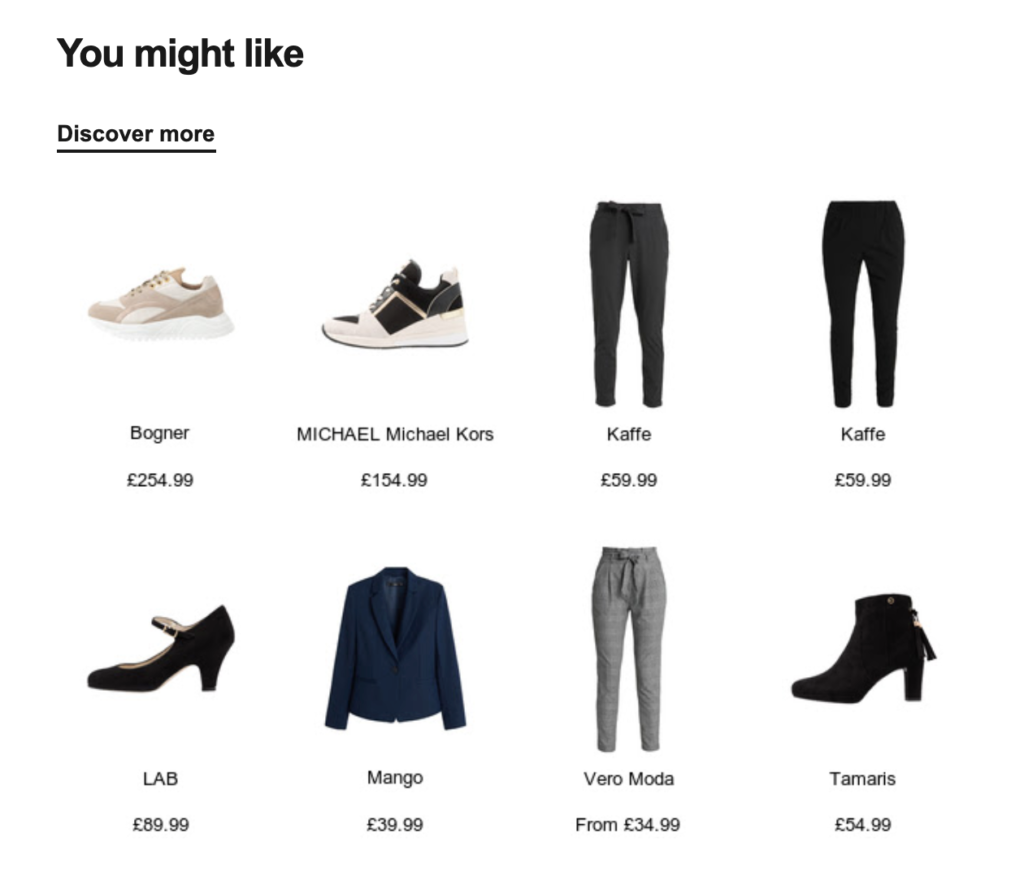 You might like
Discover more
Bogner
MICHAEL Michael Kors
Kaffe
Kaffe
£254.99
£154.99
£59.99
£59.99
LAB
Mango
Vero Moda
Tamaris
£89.99
£39.99
From £34.99
£54.99